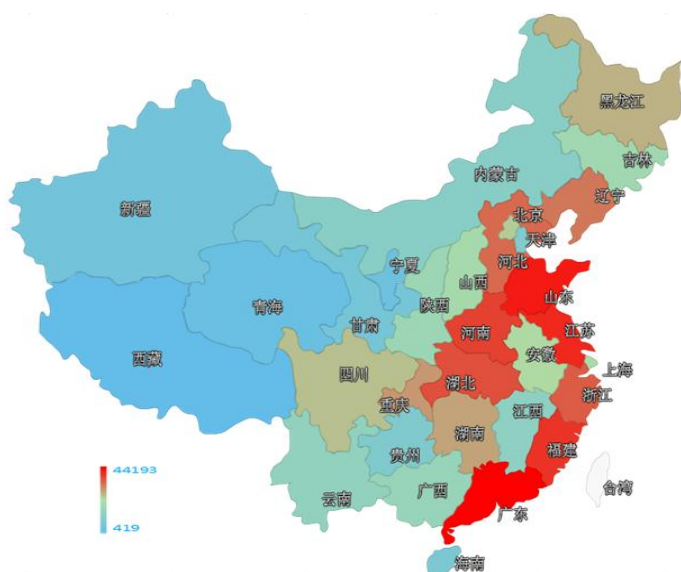 黑龙江
吉林
内蒙古
辽宁
新疆
北京
天津
宁夏
河北
山西
山东
青海
陕西
甘肃
河南
江苏
西藏
安徽
上海
四川
湖北
浙江
重庆
江西
湖南
福建
贵州
44193
广西
台湾
云南
广东
419
海南